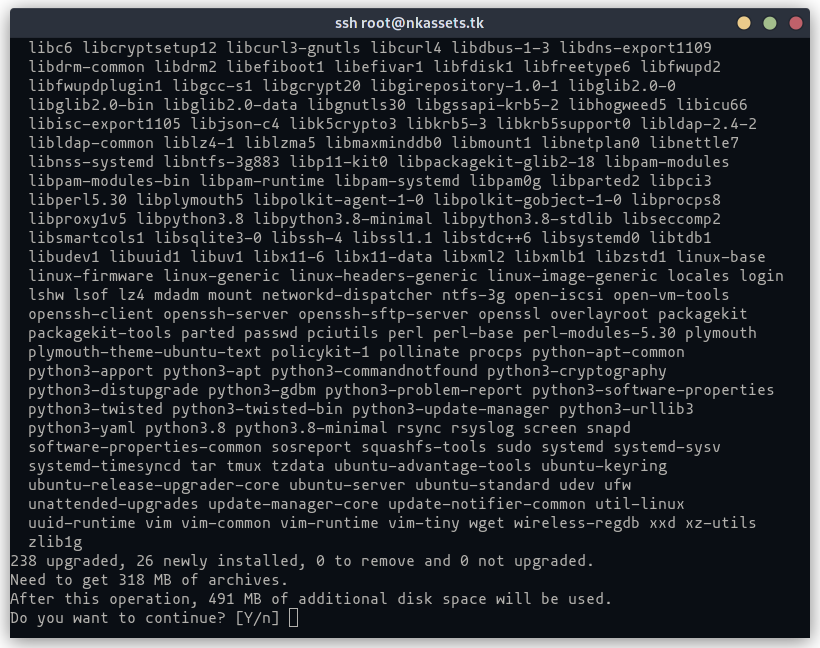 ssh root@nkassets.tk
libc6 libcryptsetup12 libcurl3-gnutls libcurl4 libdbus-1-3 libdns-export1109
libdrm-common libdrm2 libefiboot1 libefivar1 libfdisk1 libfreetype6 libfwupd2
libfwupdplugin1 libgcc-s1 libgcrypt20 libgirepository-1.0-1 libglib2.0-0
libglib2.0-bin libglib2.0-data libgnutls30 libgssapi-krb5-2 libhogweed5 libicu66
libisc-export1105 libjson-c4 libk5crypto3 libkrb5-3 libkrb5support0 libldap-2.4-2
libldap-common liblz4-1 liblzma5 libmaxminddb0 libmount1 libnetplan0 libnettle7
libnss-systemd libntfs-3g883 libp11-kit0 libpackagekit-glib2-18 libpam-modules
libpam-modules-bin libpam-runtime libpam-systemd libpam0g libparted2 libpci3
libperl5.30 libplymouth5 libpolkit-agent-1-0 libpolkit-gobject-1-0 libprocps8
libproxy1v5 libpython3.8 libpython3.8-minimal libpython3.8-stdlib libseccomp2
libsmartcols1 libsqlite3-0 libssh-4 libssl1.1 libstdc++6 libsystemd0 libtdb1
libudev1 libuuid1 libuv1 libx11-6 libx11-data libxml2 libxmlb1 libzstd1 linux-base
linux-firmware linux-generic linux-headers-generic linux-image-generic locales login
lshw lsof lz4 mdadm mount networkd-dispatcher ntfs-3g open-iscsi open-vm-tools
openssh-client openssh-server openssh-sftp-server openssl overlayroot packagekit
packagekit-tools parted passwd pciutils perl perl-base perl-modules-5.30 plymouth
plymouth-theme-ubuntu-text policykit-1 pollinate procps python-apt-common
python3-apport python3-apt python3-commandnotfound python3-cryptography
python3-distupgrade python3-gdbm python3-problem-report python3-software-properties
python3-twisted python3-twisted-bin python3-update-manager python3-urllib3
python3-yaml python3.8 python3.8-minimal rsync rsyslog screen snapd
software-properties-common sosreport squashfs-tools sudo systemd systemd-sysv
systemd-timesyncd tar tmux tzdata ubuntu-advantage-tools ubuntu-keyring
ubuntu-release-upgrader-core ubuntu-server ubuntu-standard udev ufw
unattended-upgrades update-manager-core update-notifier-common util-linux
uuid-runtime vim vim-common vim-runtime vim-tiny wget wireless-regdb xxd xz-utils
zlib1g
238 upgraded, 26 newly installed, 0 to remove and 0 not upgraded.
Need to get 318 MB of archives.
After this operation, 491 MB of additional disk space will be used.
Do you want to continue? [Y/n]